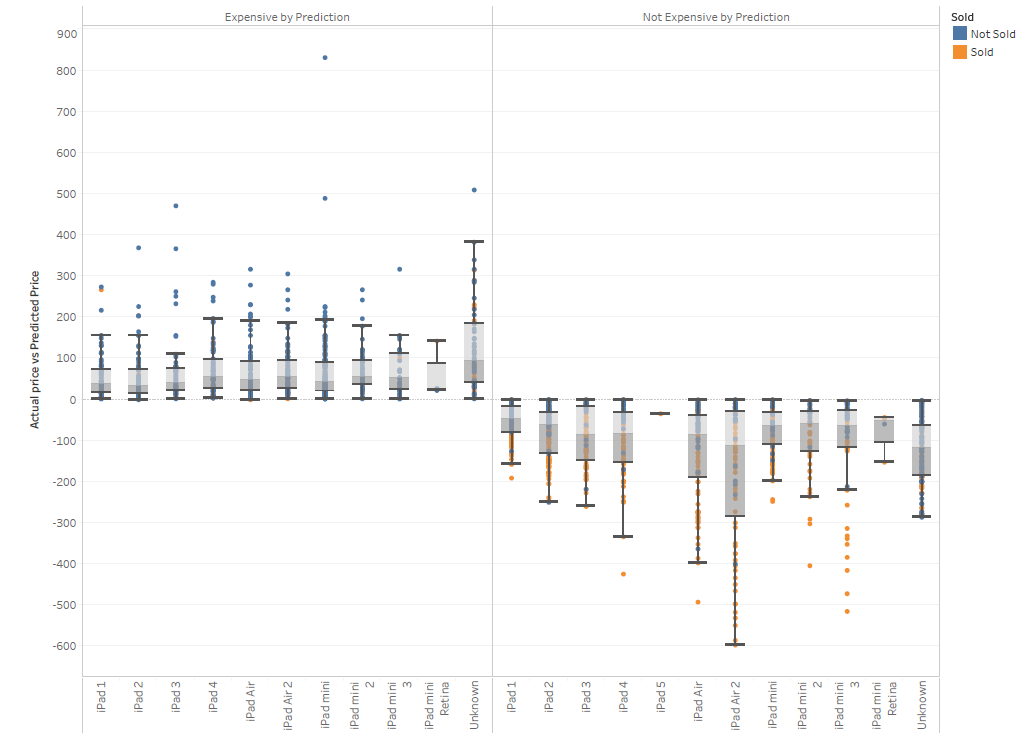 Expensive by Prediction
Not Expensive by Prediction
Sold
Not Sold
Sold
Actual price vs Predicted Price
900
800
700
600
500
400
300
200
100
0
-100
-200
-300
-400
-500
-600
iPad 1
iPad 2
iPad 3
iPad 4
iPad Air
iPad Air 2
iPad mini
iPad mini
2
iPad mini
3
iPad mini
Retina
Unknown
iPad 1
iPad 2
iPad 3
iPad 4
iPad 5
iPad Air
iPad Air 2
iPad mini
iPad mini
2
iPad mini
3
iPad mini
Retina
Unknown